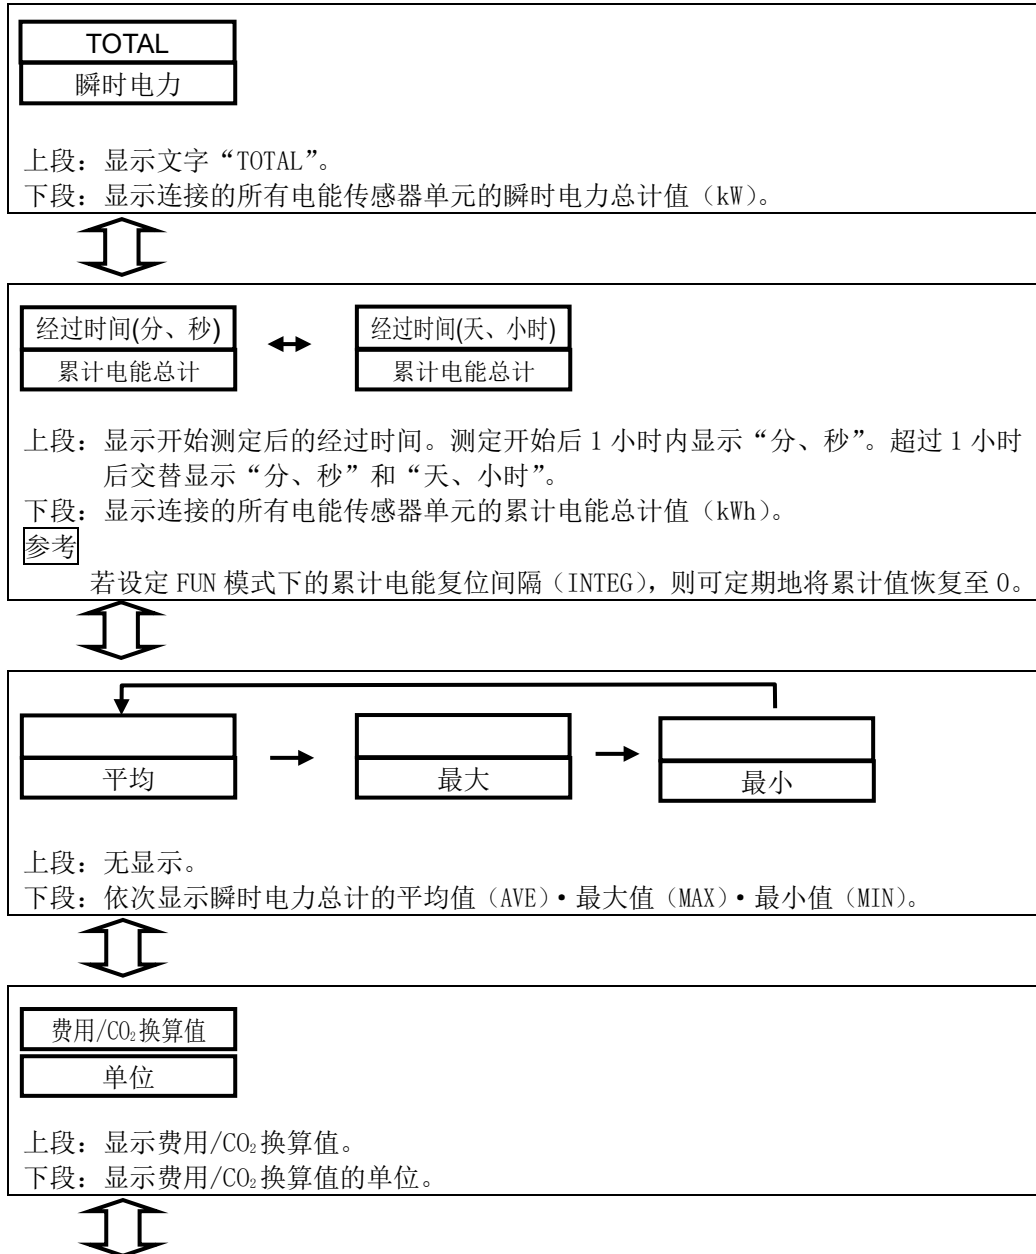 TOTAL
瞬时电力
上段：显示文字“TOTAL”。
下段：显示连接的所有电能传感器单元的瞬时电力总计值（kW）。
经过时间(分、秒)
累计电能总计
经过时间(天、小时)
累计电能总计
上段：显示开始测定后的经过时间。测定开始后 1 小时内显示“分、秒”。超过 1 小时
后交替显示“分、秒”和“天、小时”。
下段：显示连接的所有电能传感器单元的累计电能总计值（kWh）。
参考
若设定 FUN 模式下的累计电能复位间隔（INTEG），则可定期地将累计值恢复至 0。
平均
最大
最小
上段：无显示。
下段：依次显示瞬时电力总计的平均值（AVE）·最大值（MAX）·最小值（MIN）。
费用/CO₂换算值
单位
上段：显示费用/CO₂换算值。
下段：显示费用/CO₂换算值的单位。